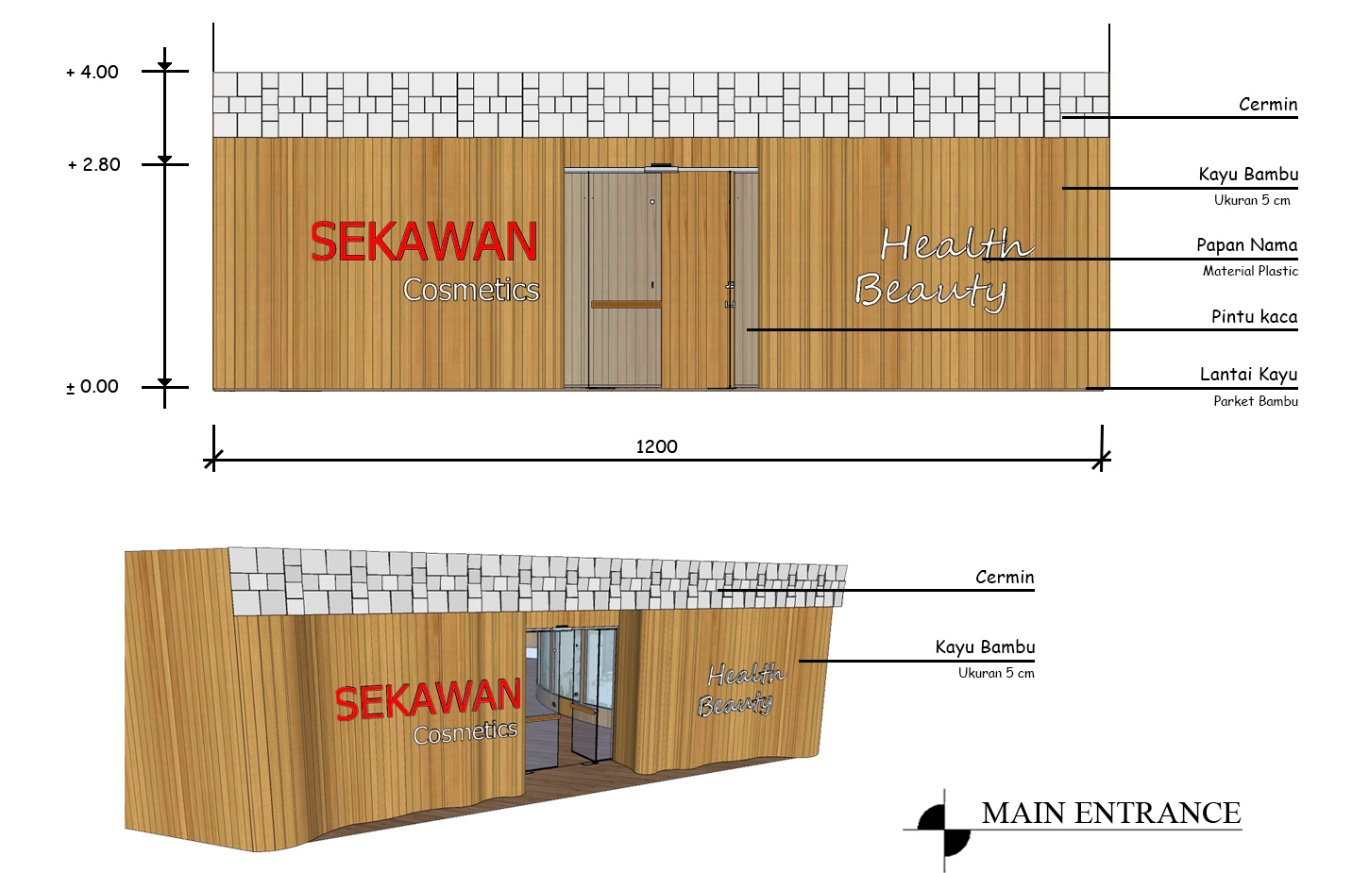 + 4.00
Cermin
+ 2.80
Kayu Bambu
Ukuran 5 cm
SEKAWAN
Cosmetics
Health
Beauty
Papan Nama
Material Plastic
Pintu kaca
± 0.00
Lantai Kayu
Parket Bambu
1200
Cermin
Kayu Bambu
Ukuran 5 cm
SEKAWAN
Cosmetics
Health
Beauty
MAIN ENTRANCE